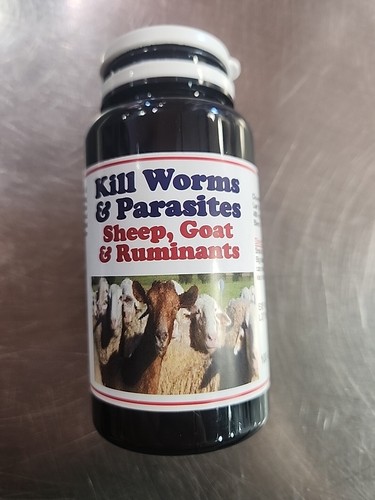 Kill Worms
& Parasites
Sheep, Goat
& Ruminants